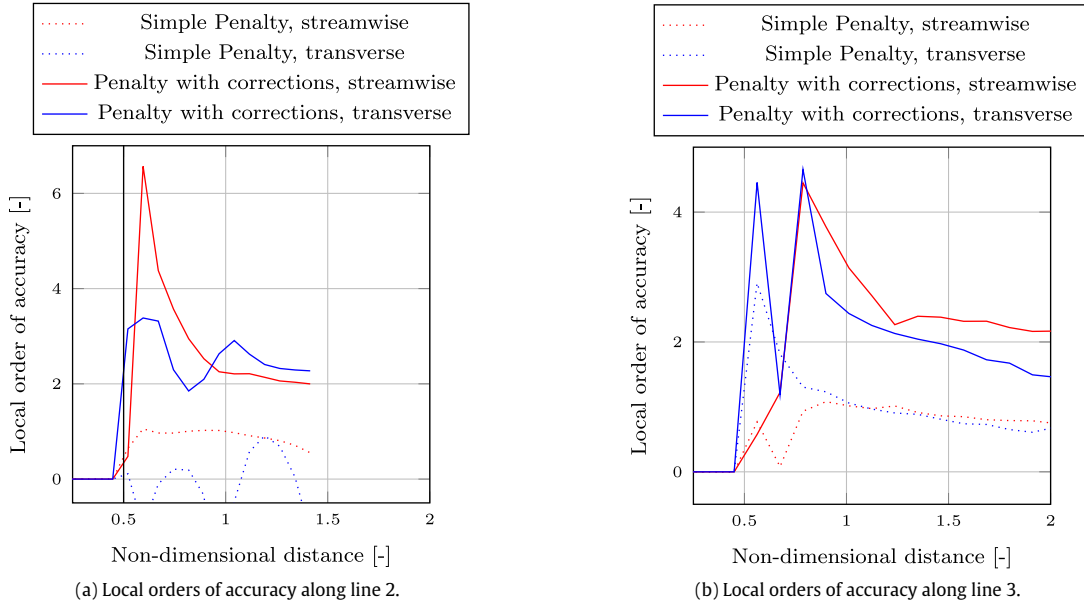 Simple Penalty, streamwise
Simple Penalty, transverse
Penalty with corrections, streamwise
Penalty with corrections, transverse
Local order of accuracy [-]
6
4
2
0
0.5
1
1.5
2
Non-dimensional distance [-]
(a) Local orders of accuracy along line 2.
Simple Penalty, streamwise
Simple Penalty, transverse
Penalty with corrections, streamwise
Penalty with corrections, transverse
Local order of accuracy [-]
4
2
0
0.5
1
1.5
2
Non-dimensional distance [-]
(b) Local orders of accuracy along line 3.